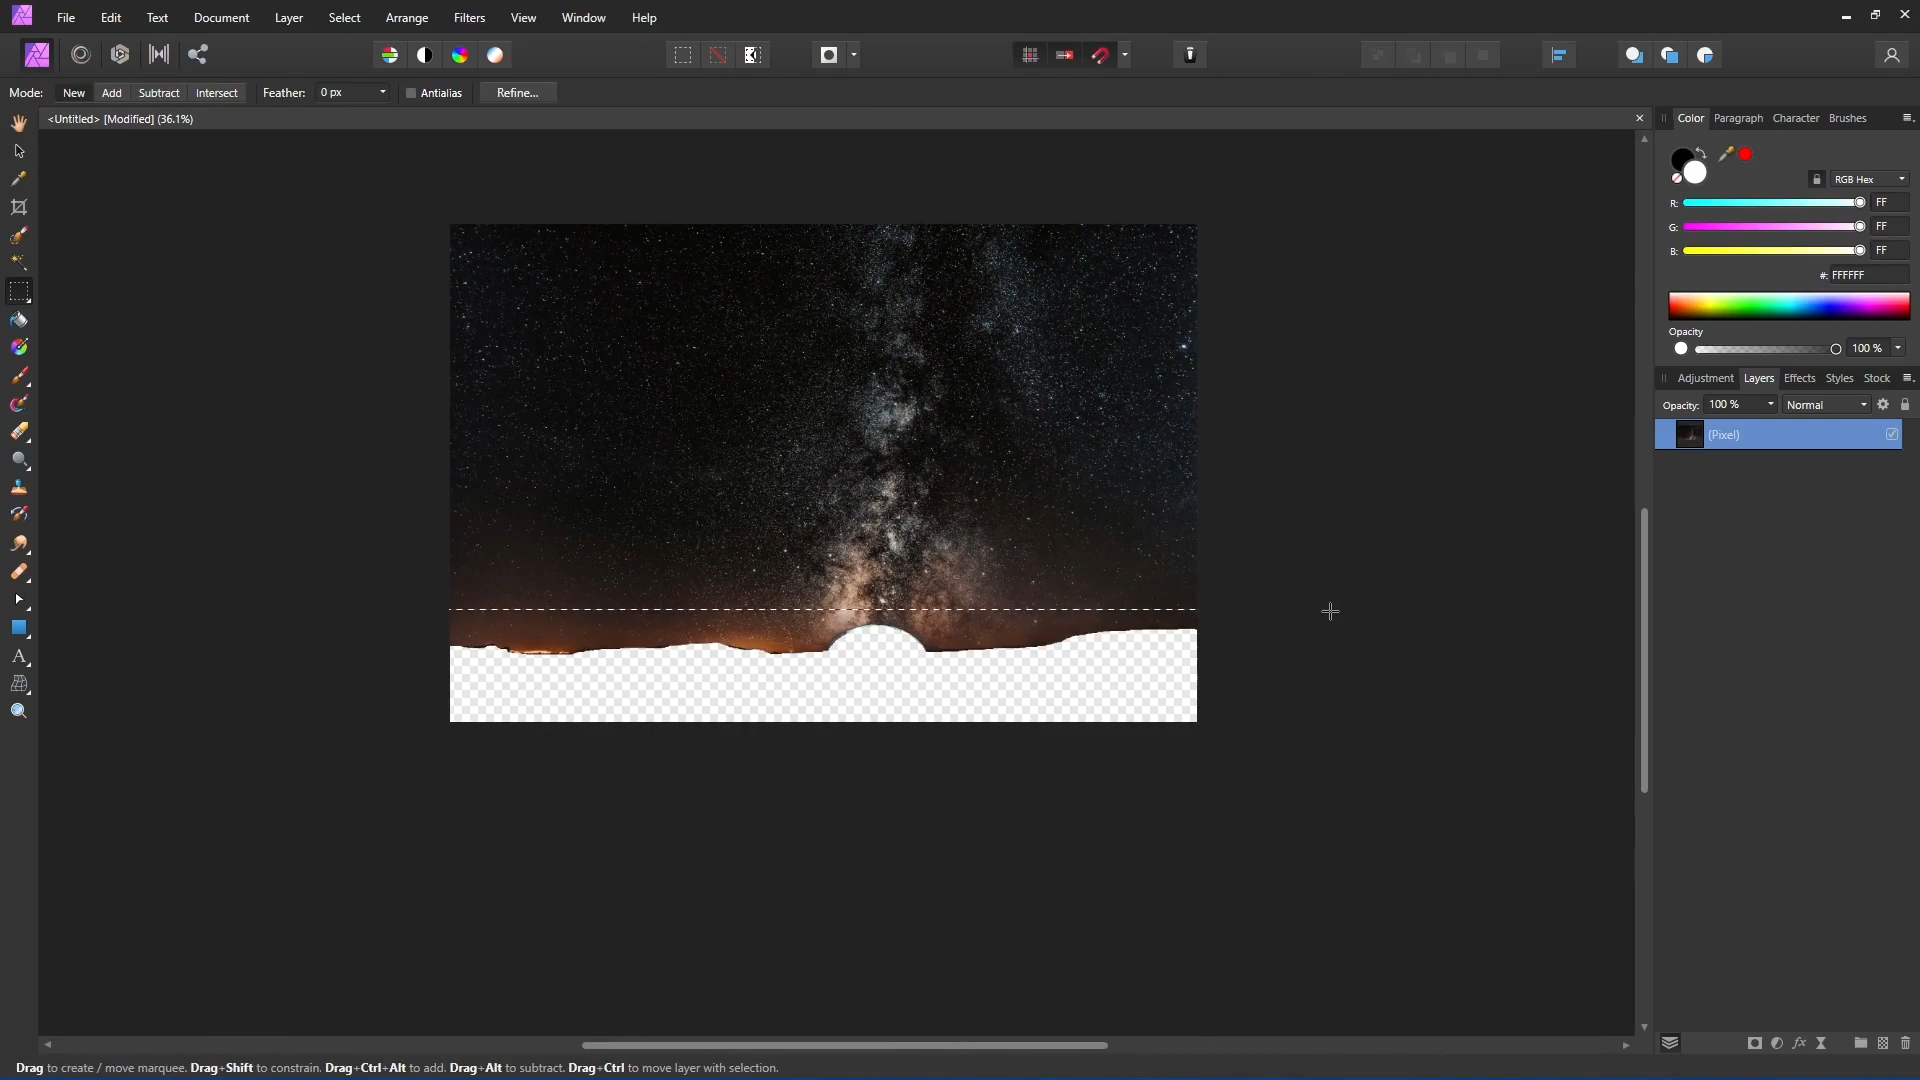 File Edit Text Document Layer Select Arrange Filters View Window Help
Mode: New Add Subtract Intersect Feather: 0 px Antialias Refine...
<Untitled> [Modified] (36.1%)
Color Paragraph Character Brushes
RGB Hex
R: FF
G: FF
B: FF
#: FFFFFF
Opacity
100 %
Adjustment Layers Effects Styles Stock
Opacity: 100 % Normal
(Pixel)
A
fx
Drag to create / move marquee. Drag+Shift to constrain. Drag+Ctrl+Alt to add. Drag+Alt to subtract. Drag+Ctrl to move layer with selection.